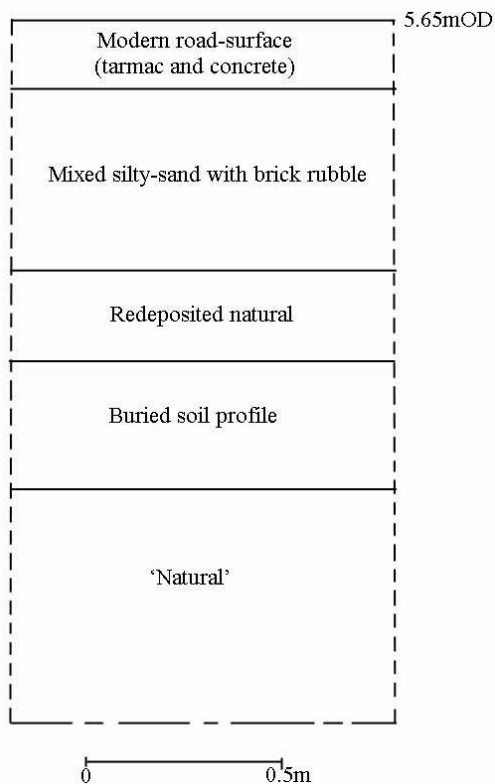 5.65mOD
Modern road-surface
(tarmac and concrete)
Mixed silty-sand with brick rubble
Redeposited natural
Buried soil profile
‘Natural’
0 0.5m